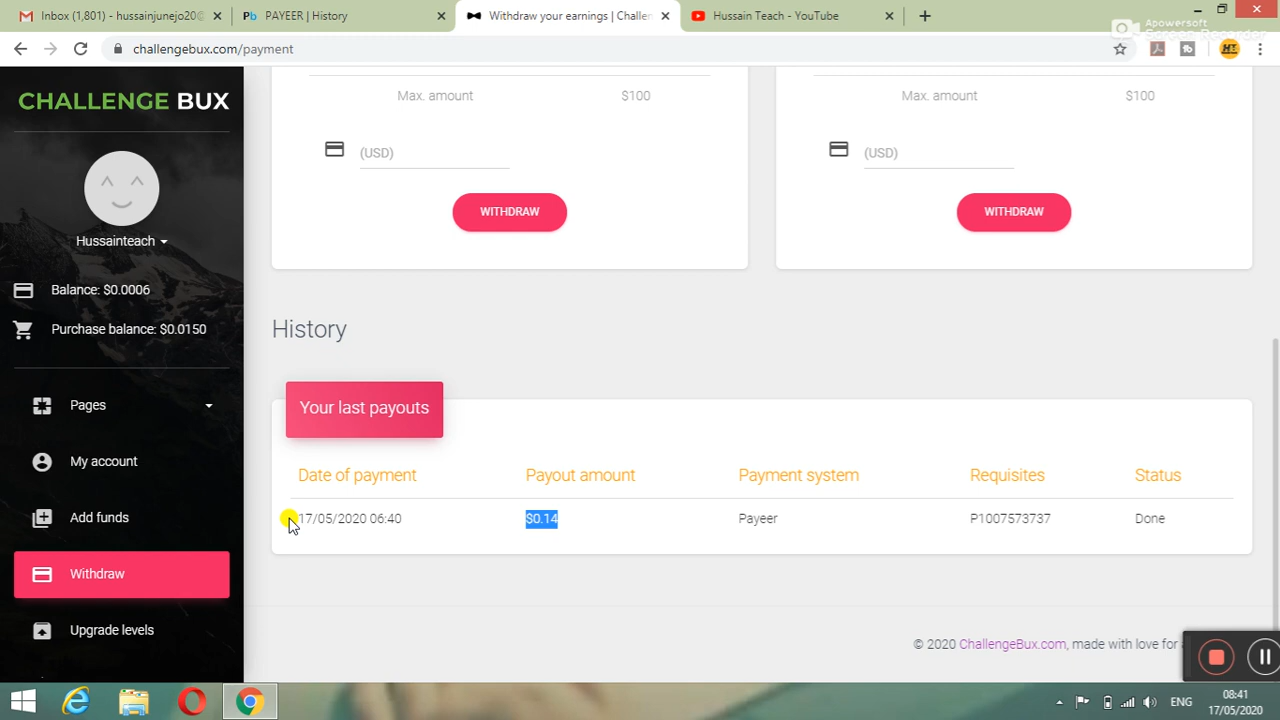 Inbox (1,801) - hussainjunejo20@
PAYEER | History
Withdraw your earnings | Challen
Hussain Teach - YouTube
Apowersoft
Screen Recorder
challengebux.com/payment
CHALLENGE BUX
Hussainteach
Balance: $0.0006
Purchase balance: $0.0150
Pages
My account
Add funds
Withdraw
Upgrade levels
Max. amount $100
(USD)
WITHDRAW
Max. amount $100
(USD)
WITHDRAW
History
Your last payouts
Date of payment Payout amount Payment system Requisites Status
17/05/2020 06:40 $0.14 Payeer P1007573737 Done
© 2020 ChallengeBux.com, made with love for
ENG
08:41
17/05/2020